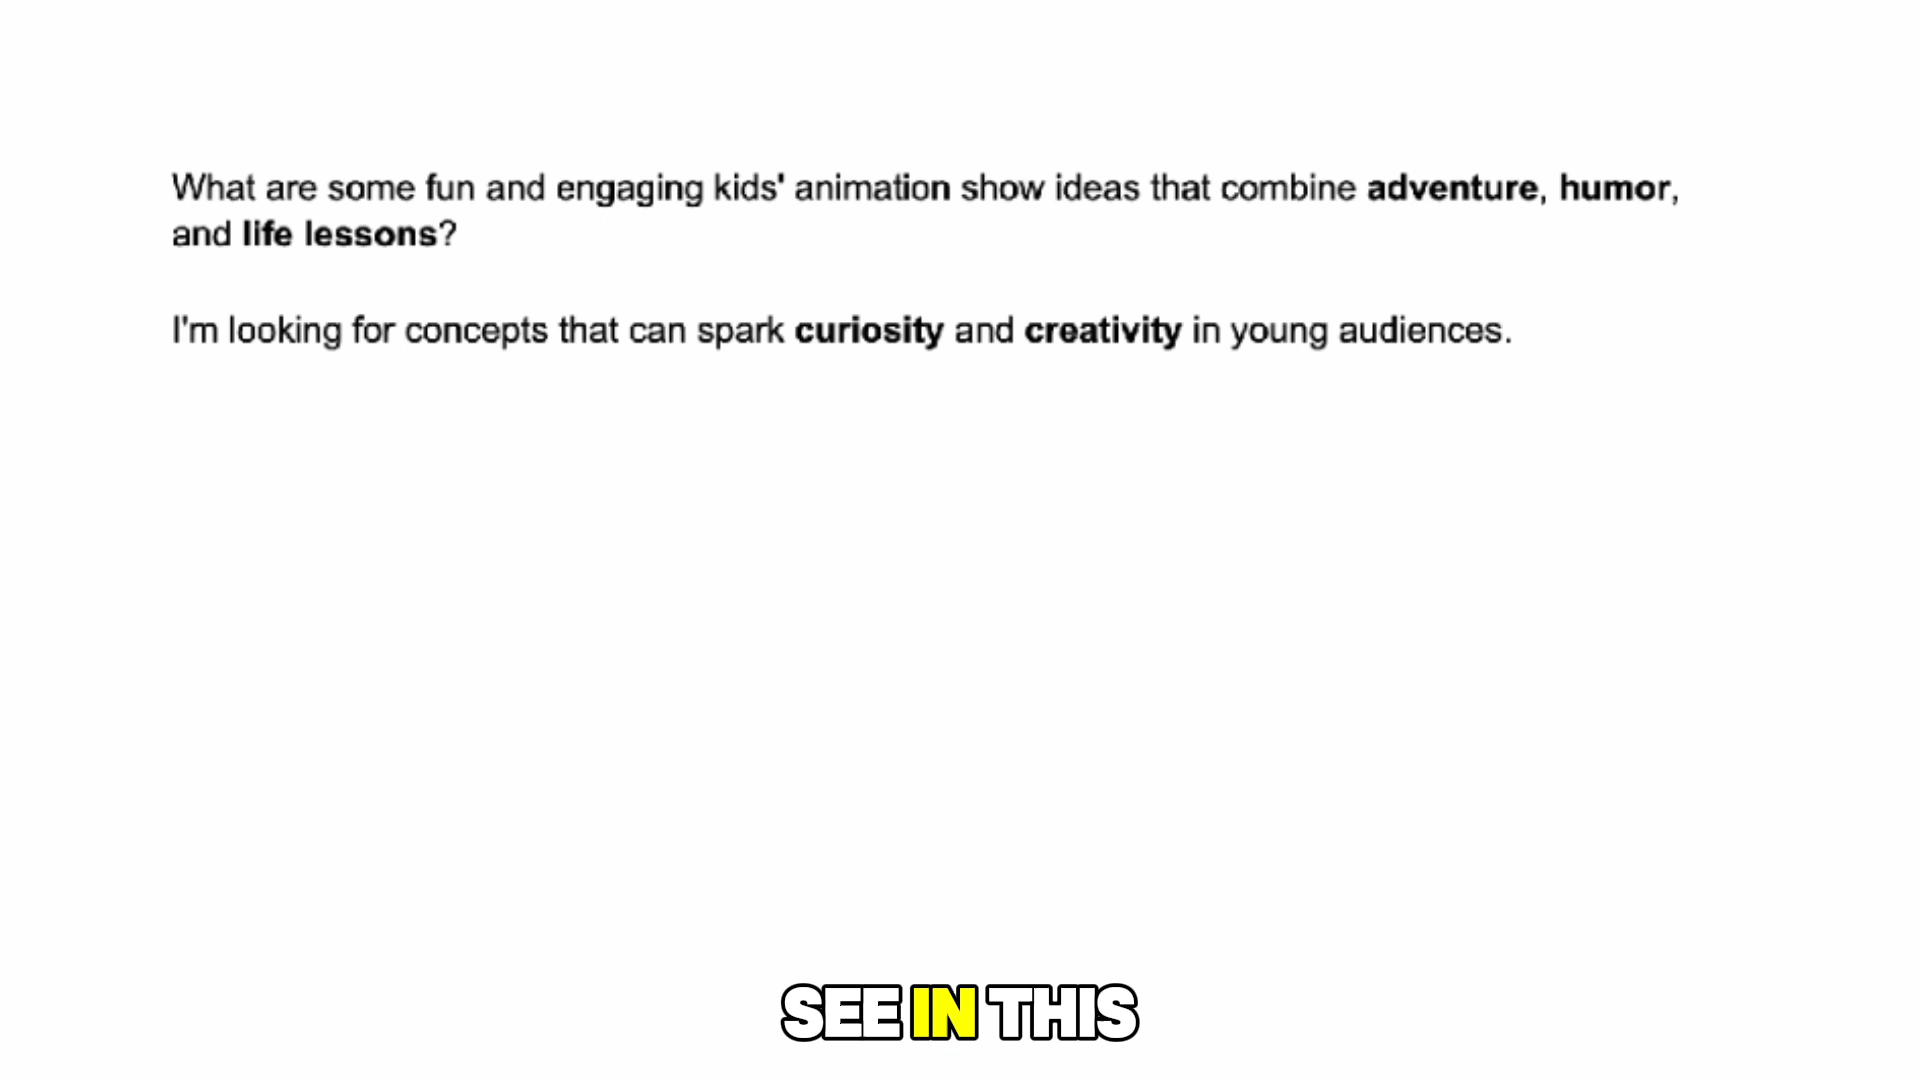 What are some fun and engaging kids' animation show ideas that combine adventure, humor,
and life lessons?
I'm looking for concepts that can spark curiosity and creativity in young audiences.
SEE IN THIS